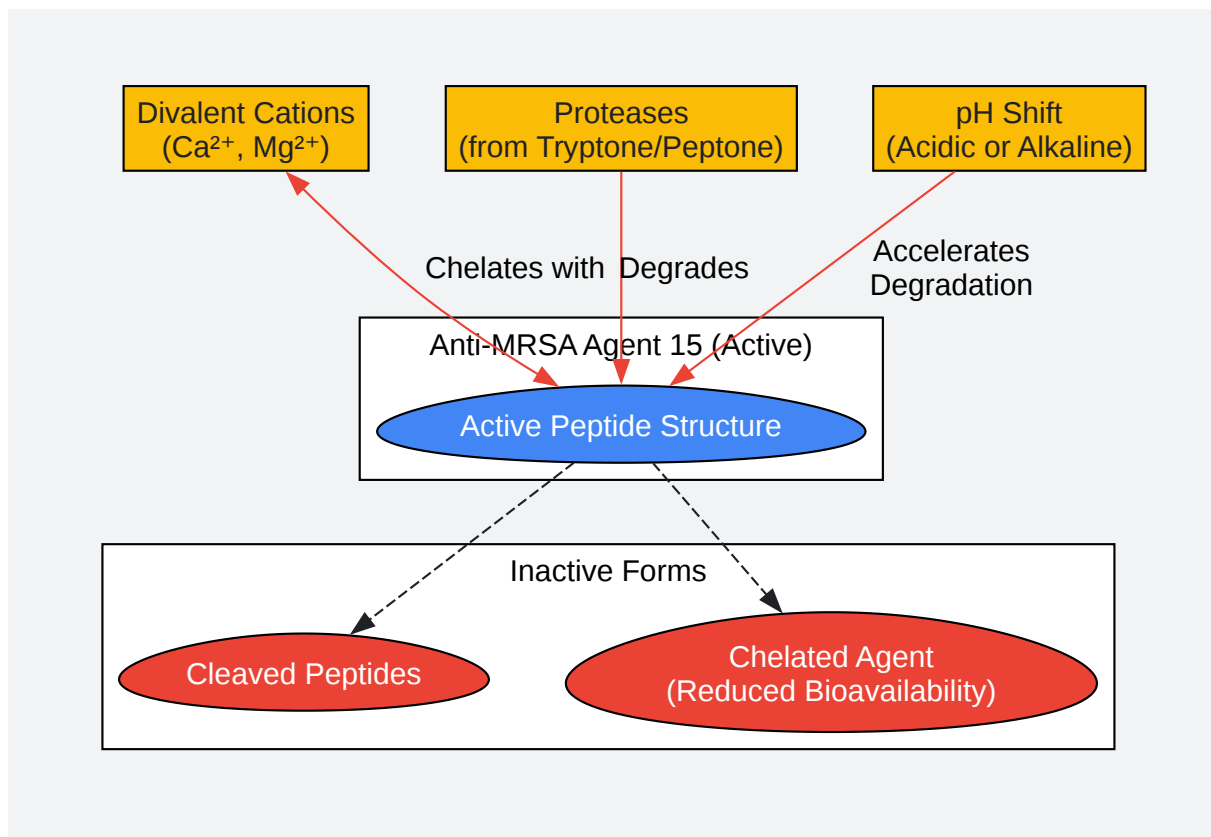 Divalent Cations
(Ca²⁺, Mg²⁺)
Proteases
(from Tryptone/Peptone)
pH Shift
(Acidic or Alkaline)
Chelates with
Degrades
Accelerates
Degradation
Anti-MRSA Agent 15 (Active)
Active Peptide Structure
Inactive Forms
Cleaved Peptides
Chelated Agent
(Reduced Bioavailability)